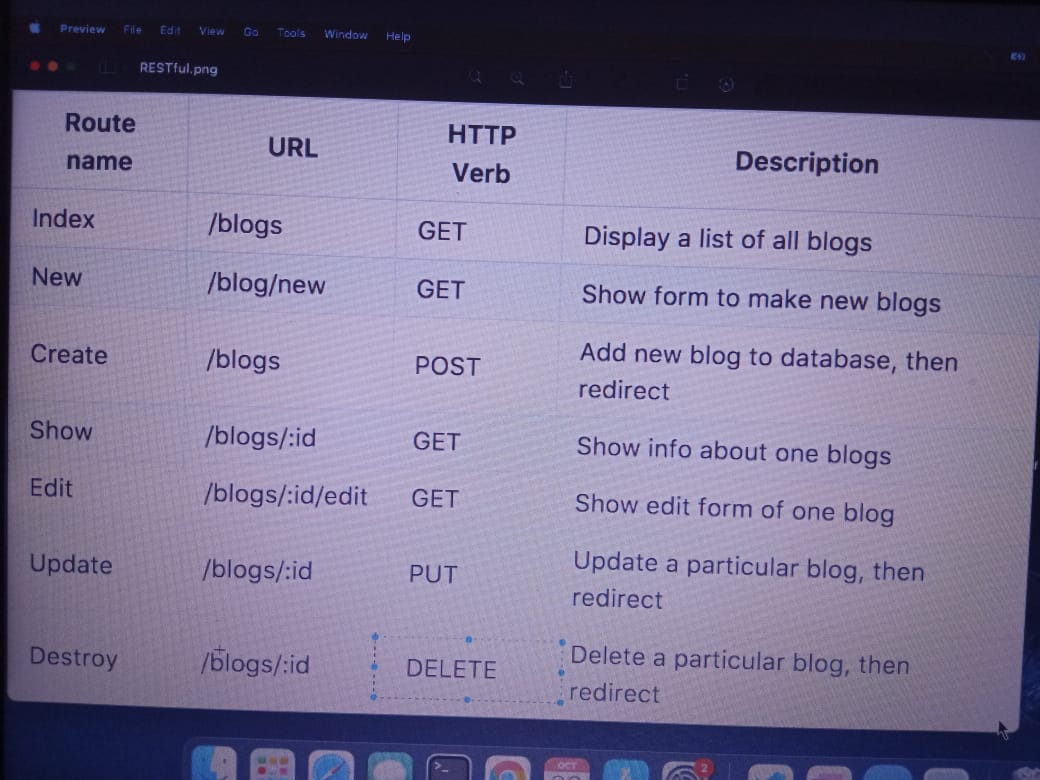 Preview File Edit View Go Tools Window Help
RESTful.png
Route name URL HTTP Verb Description
Index /blogs GET Display a list of all blogs
New /blog/new GET Show form to make new blogs
Create /blogs POST Add new blog to database, then
redirect
Show /blogs/:id GET Show info about one blogs
Edit /blogs/:id/edit GET Show edit form of one blog
Update /blogs/:id PUT Update a particular blog, then
redirect
Destroy /blogs/:id DELETE Delete a particular blog, then
redirect
OCT
2